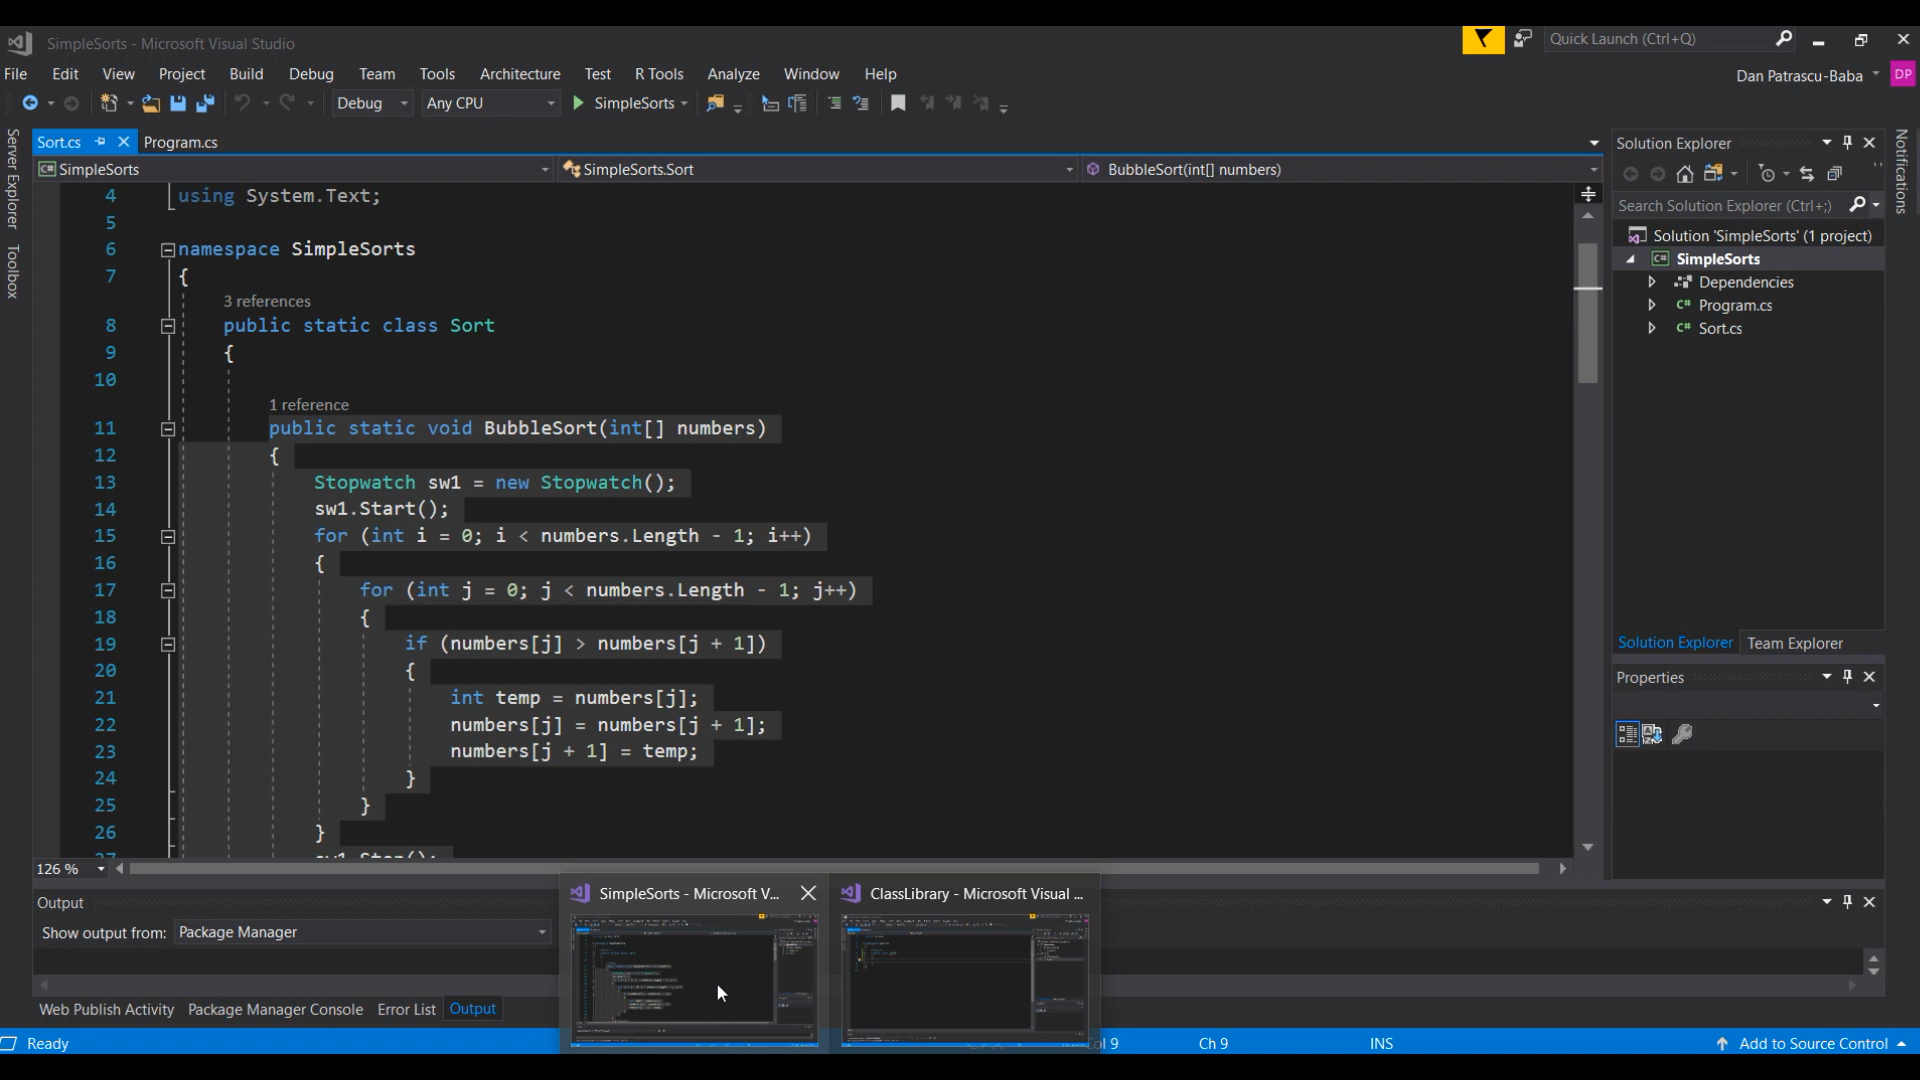 SimpleSorts - Microsoft Visual Studio
Quick Launch (Ctrl+Q)
File Edit View Project Build Debug Team Tools Architecture Test R Tools Analyze Window Help
Dan Patrascu-Baba
DP
Debug
Any CPU
SimpleSorts
Server Explorer
Toolbox
Sort.cs
Program.cs
SimpleSorts
SimpleSorts.Sort
BubbleSort(int[] numbers)
4 using System.Text;
5
6 namespace SimpleSorts
7 {
3 references
8 public static class Sort
9 {
10
1 reference
11 public static void BubbleSort(int[] numbers)
12 {
13 Stopwatch sw1 = new Stopwatch();
14 sw1.Start();
15 for (int i = 0; i < numbers.Length - 1; i++)
16 {
17 for (int j = 0; j < numbers.Length - 1; j++)
18 {
19 if (numbers[j] > numbers[j + 1])
20 {
21 int temp = numbers[j];
22 numbers[j] = numbers[j + 1];
23 numbers[j + 1] = temp;
24 }
25 }
26 }
27 sw1.Stop();
126 %
Solution Explorer
Search Solution Explorer (Ctrl+;)
Solution 'SimpleSorts' (1 project)
C# SimpleSorts
Dependencies
C# Program.cs
C# Sort.cs
Solution Explorer
Team Explorer
Properties
Notifications
Output
Show output from: Package Manager
SimpleSorts - Microsoft V...
ClassLibrary - Microsoft Visual ...
Web Publish Activity
Package Manager Console
Error List
Output
Ready
Col 9
Ch 9
INS
Add to Source Control